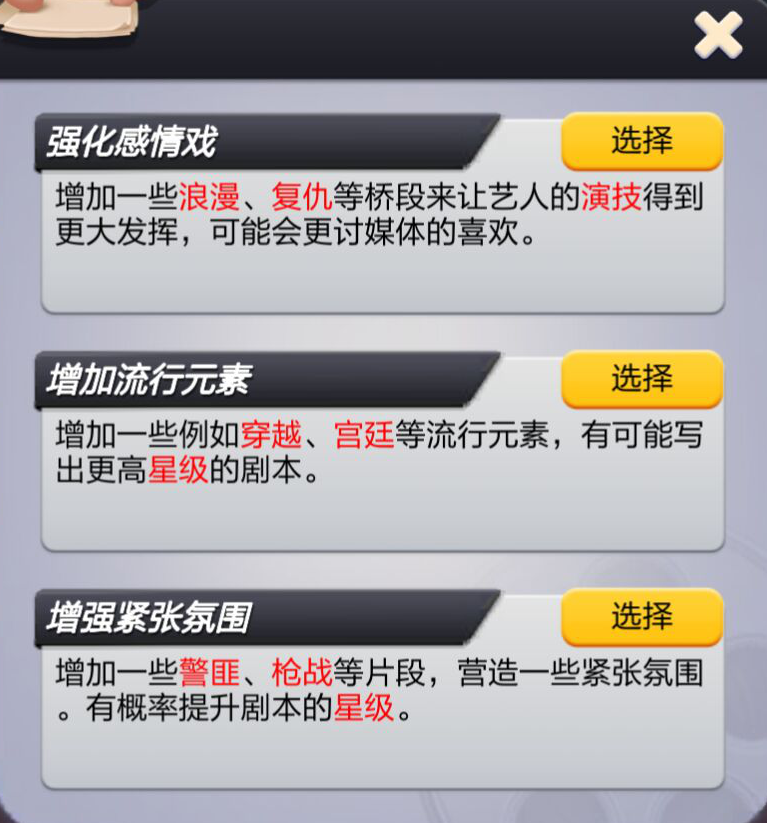 强化感情戏
选择
增加一些浪漫、复仇等桥段来让艺人的演技得到
更大发挥，可能会更讨媒体的喜欢。
增加流行元素
选择
增加一些例如穿越、宫廷等流行元素，有可能写
出更高星级的剧本。
增强紧张氛围
选择
增加一些警匪、枪战等片段，营造一些紧张氛围
。有概率提升剧本的星级。